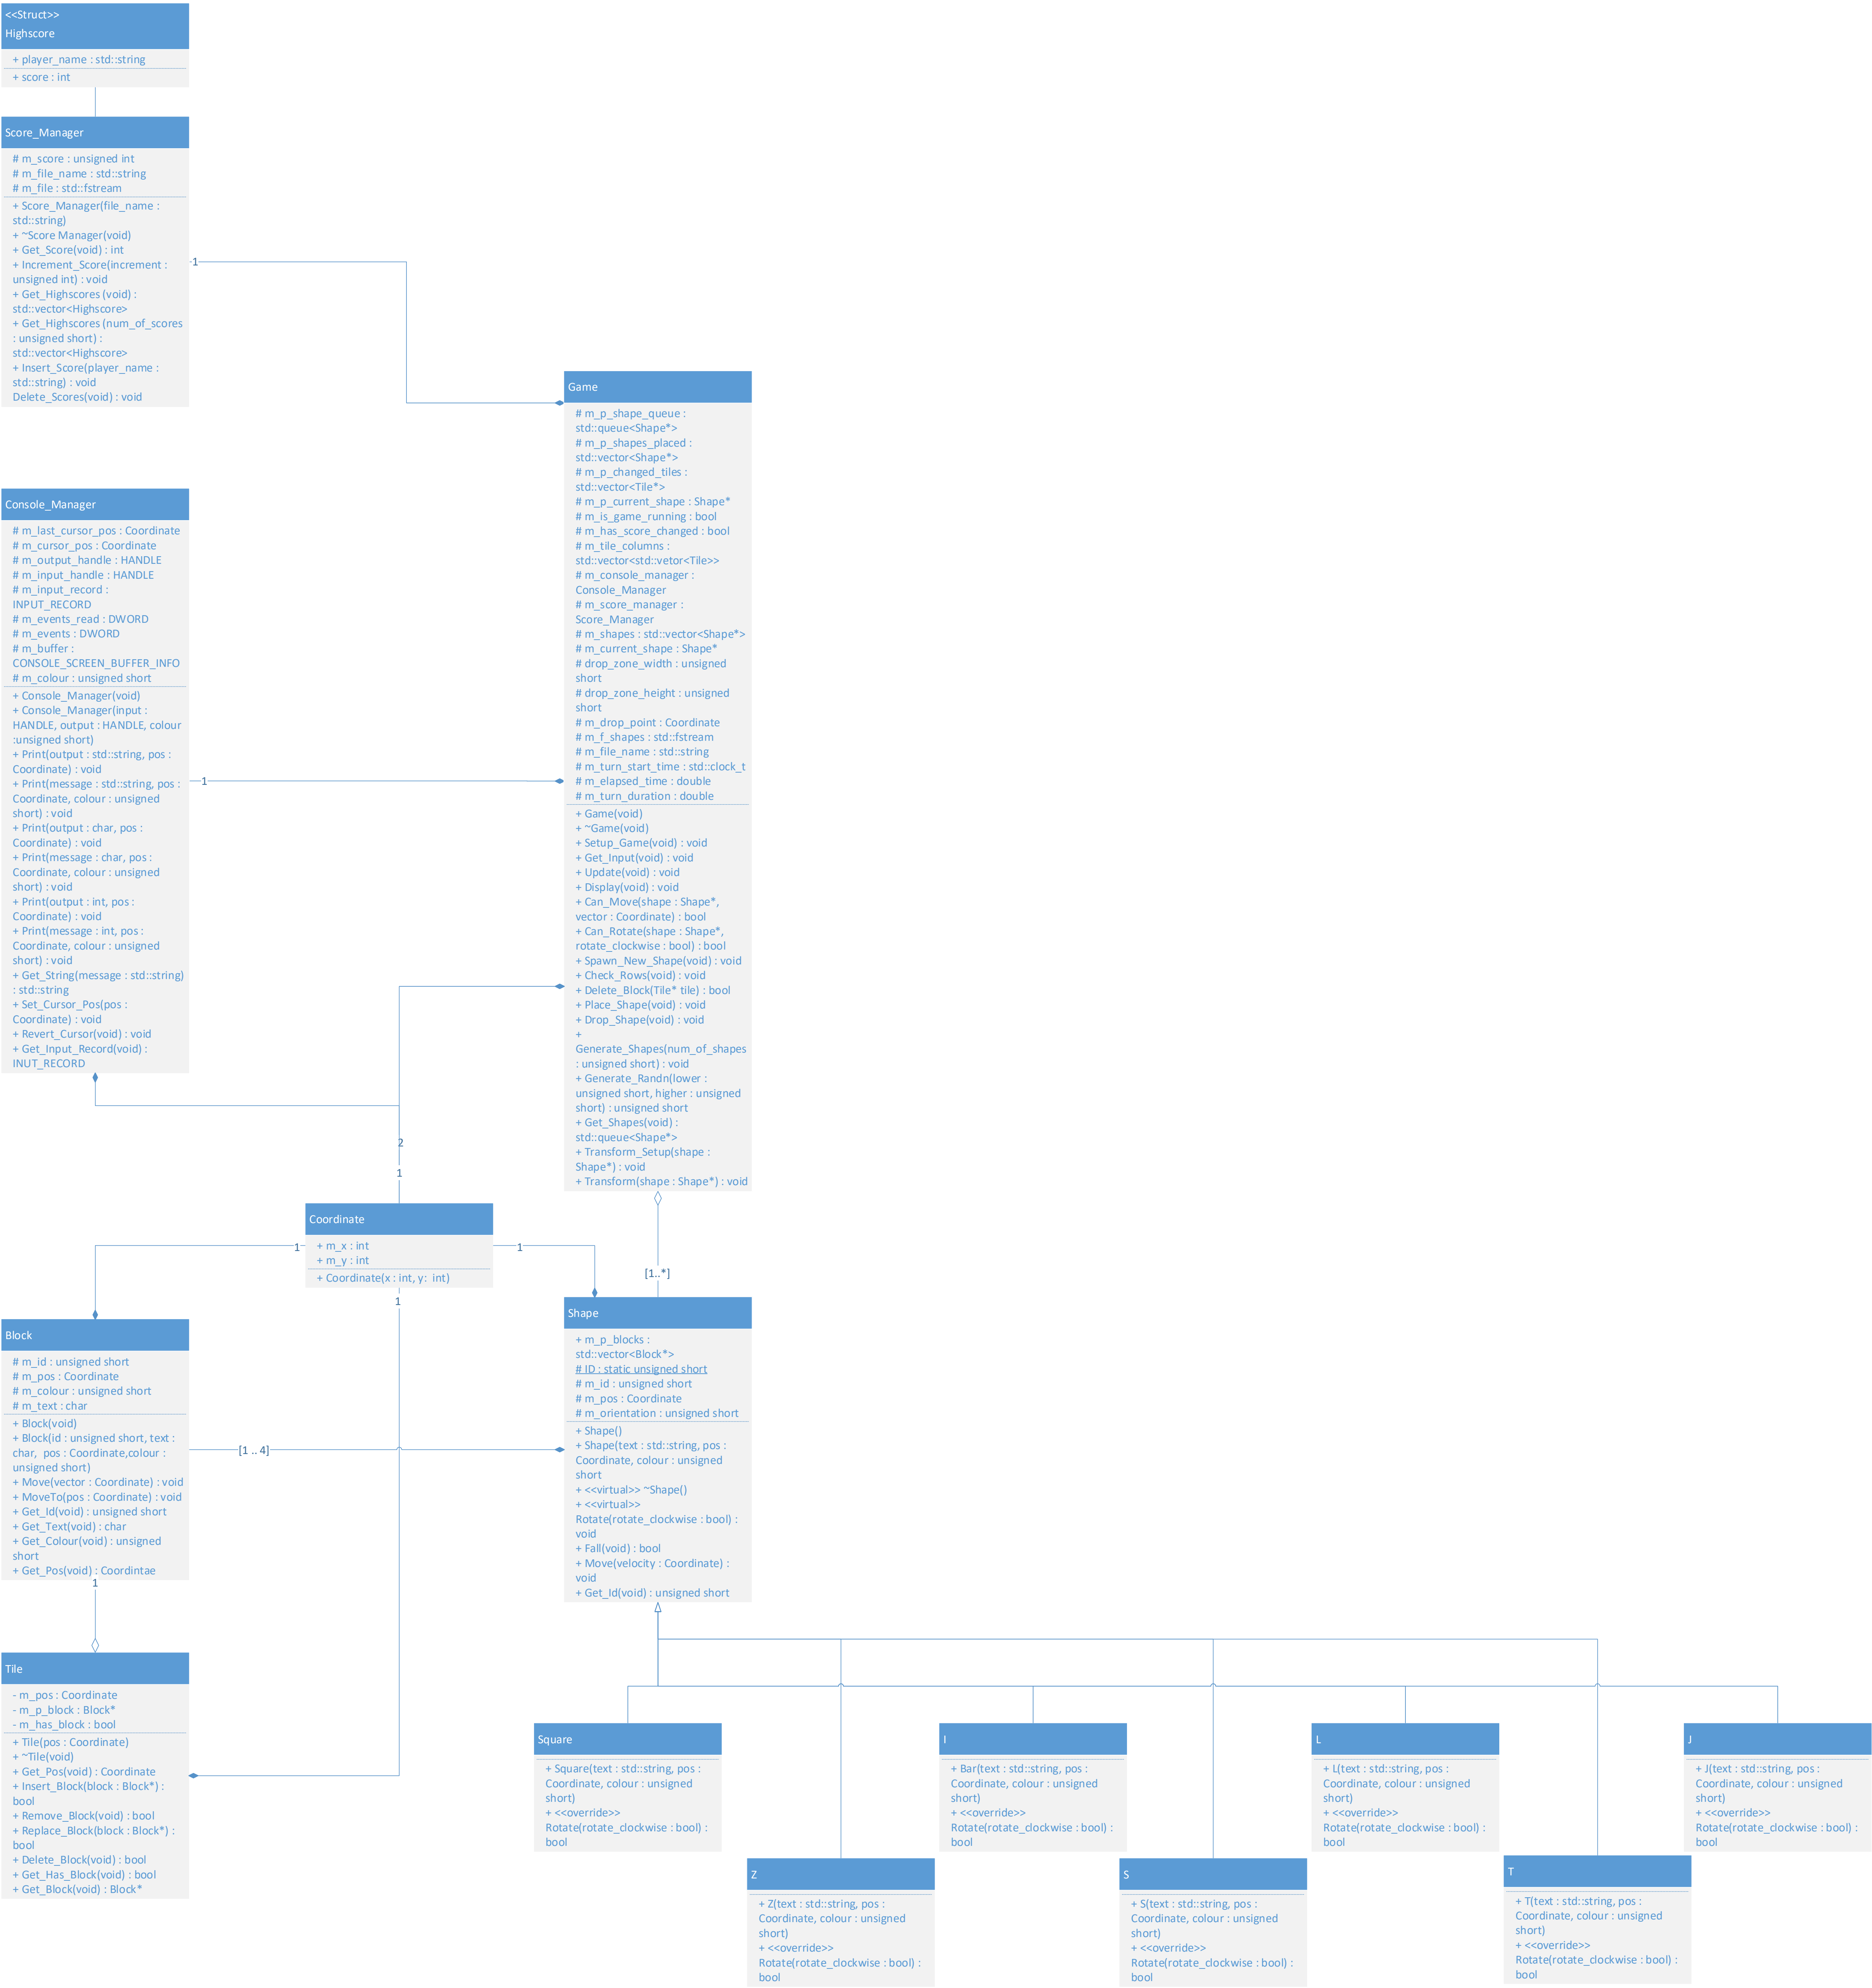 <<Struct>>
Highscore
+ player_name : std::string
+ score : int
Score_Manager
# m_score : unsigned int
# m_file_name : std::string
# m_file : std::fstream
+ Score_Manager(file_name :
std::string)
+ ~Score Manager(void)
+ Get_Score(void) : int
+ Increment_Score(increment :
unsigned int) : void
+ Get_Highscores (void) :
std::vector<Highscore>
+ Get_Highscores (num_of_scores
: unsigned short) :
std::vector<Highscore>
+ Insert_Score(player_name :
std::string) : void
Delete_Scores(void) : void
1
Console_Manager
# m_last_cursor_pos : Coordinate
# m_cursor_pos : Coordinate
# m_output_handle : HANDLE
# m_input_handle : HANDLE
# m_input_record :
INPUT_RECORD
# m_events_read : DWORD
# m_events : DWORD
# m_buffer :
CONSOLE_SCREEN_BUFFER_INFO
# m_colour : unsigned short
+ Console_Manager(void)
+ Console_Manager(input :
HANDLE, output : HANDLE, colour
:unsigned short)
+ Print(output : std::string, pos :
Coordinate) : void
+ Print(message : std::string, pos :
Coordinate, colour : unsigned
short) : void
+ Print(output : char, pos :
Coordinate) : void
+ Print(message : char, pos :
Coordinate, colour : unsigned
short) : void
+ Print(output : int, pos :
Coordinate) : void
+ Print(message : int, pos :
Coordinate, colour : unsigned
short) : void
+ Get_String(message : std::string)
: std::string
+ Set_Cursor_Pos(pos :
Coordinate) : void
+ Revert_Cursor(void) : void
+ Get_Input_Record(void) :
INUT_RECORD
1
Game
# m_p_shape_queue :
std::queue<Shape*>
# m_p_shapes_placed :
std::vector<Shape*>
# m_p_changed_tiles :
std::vector<Tile*>
# m_p_current_shape : Shape*
# m_is_game_running : bool
# m_has_score_changed : bool
# m_tile_columns :
std::vector<std::vetor<Tile>>
# m_console_manager :
Console_Manager
# m_score_manager :
Score_Manager
# m_shapes : std::vector<Shape*>
# m_current_shape : Shape*
# drop_zone_width : unsigned
short
# drop_zone_height : unsigned
short
# m_drop_point : Coordinate
# m_f_shapes : std::fstream
# m_file_name : std::string
# m_turn_start_time : std::clock_t
# m_elapsed_time : double
# m_turn_duration : double
+ Game(void)
+ ~Game(void)
+ Setup_Game(void) : void
+ Get_Input(void) : void
+ Update(void) : void
+ Display(void) : void
+ Can_Move(shape : Shape*,
vector : Coordinate) : bool
+ Can_Rotate(shape : Shape*,
rotate_clockwise : bool) : bool
+ Spawn_New_Shape(void) : void
+ Check_Rows(void) : void
+ Delete_Block(Tile* tile) : bool
+ Place_Shape(void) : void
+ Drop_Shape(void) : void
+
Generate_Shapes(num_of_shapes
: unsigned short) : void
+ Generate_Randn(lower :
unsigned short, higher : unsigned
short) : unsigned short
+ Get_Shapes(void) :
std::queue<Shape*>
+ Transform_Setup(shape :
Shape*) : void
+ Transform(shape : Shape*) : void
2
1
Coordinate
+ m_x : int
+ m_y : int
+ Coordinate(x : int, y:  int)
1
1
1
[1..*]
Block
# m_id : unsigned short
# m_pos : Coordinate
# m_colour : unsigned short
# m_text : char
+ Block(void)
+ Block(id : unsigned short, text :
char,  pos : Coordinate,colour :
unsigned short)
+ Move(vector : Coordinate) : void
+ MoveTo(pos : Coordinate) : void
+ Get_Id(void) : unsigned short
+ Get_Text(void) : char
+ Get_Colour(void) : unsigned
short
+ Get_Pos(void) : Coordintae
1
[1 .. 4]
Shape
+ m_p_blocks :
std::vector<Block*>
# ID : static unsigned short
# m_id : unsigned short
# m_pos : Coordinate
# m_orientation : unsigned short
+ Shape()
+ Shape(text : std::string, pos :
Coordinate, colour : unsigned
short
+ <<virtual>> ~Shape()
+ <<virtual>>
Rotate(rotate_clockwise : bool) :
void
+ Fall(void) : bool
+ Move(velocity : Coordinate) :
void
+ Get_Id(void) : unsigned short
Tile
- m_pos : Coordinate
- m_p_block : Block*
- m_has_block : bool
+ Tile(pos : Coordinate)
+ ~Tile(void)
+ Get_Pos(void) : Coordinate
+ Insert_Block(block : Block*) :
bool
+ Remove_Block(void) : bool
+ Replace_Block(block : Block*) :
bool
+ Delete_Block(void) : bool
+ Get_Has_Block(void) : bool
+ Get_Block(void) : Block*
Square
+ Square(text : std::string, pos :
Coordinate, colour : unsigned
short)
+ <<override>>
Rotate(rotate_clockwise : bool) :
bool
I
+ Bar(text : std::string, pos :
Coordinate, colour : unsigned
short)
+ <<override>>
Rotate(rotate_clockwise : bool) :
bool
L
+ L(text : std::string, pos :
Coordinate, colour : unsigned
short)
+ <<override>>
Rotate(rotate_clockwise : bool) :
bool
J
+ J(text : std::string, pos :
Coordinate, colour : unsigned
short)
+ <<override>>
Rotate(rotate_clockwise : bool) :
bool
Z
+ Z(text : std::string, pos :
Coordinate, colour : unsigned
short)
+ <<override>>
Rotate(rotate_clockwise : bool) :
bool
S
+ S(text : std::string, pos :
Coordinate, colour : unsigned
short)
+ <<override>>
Rotate(rotate_clockwise : bool) :
bool
T
+ T(text : std::string, pos :
Coordinate, colour : unsigned
short)
+ <<override>>
Rotate(rotate_clockwise : bool) :
bool